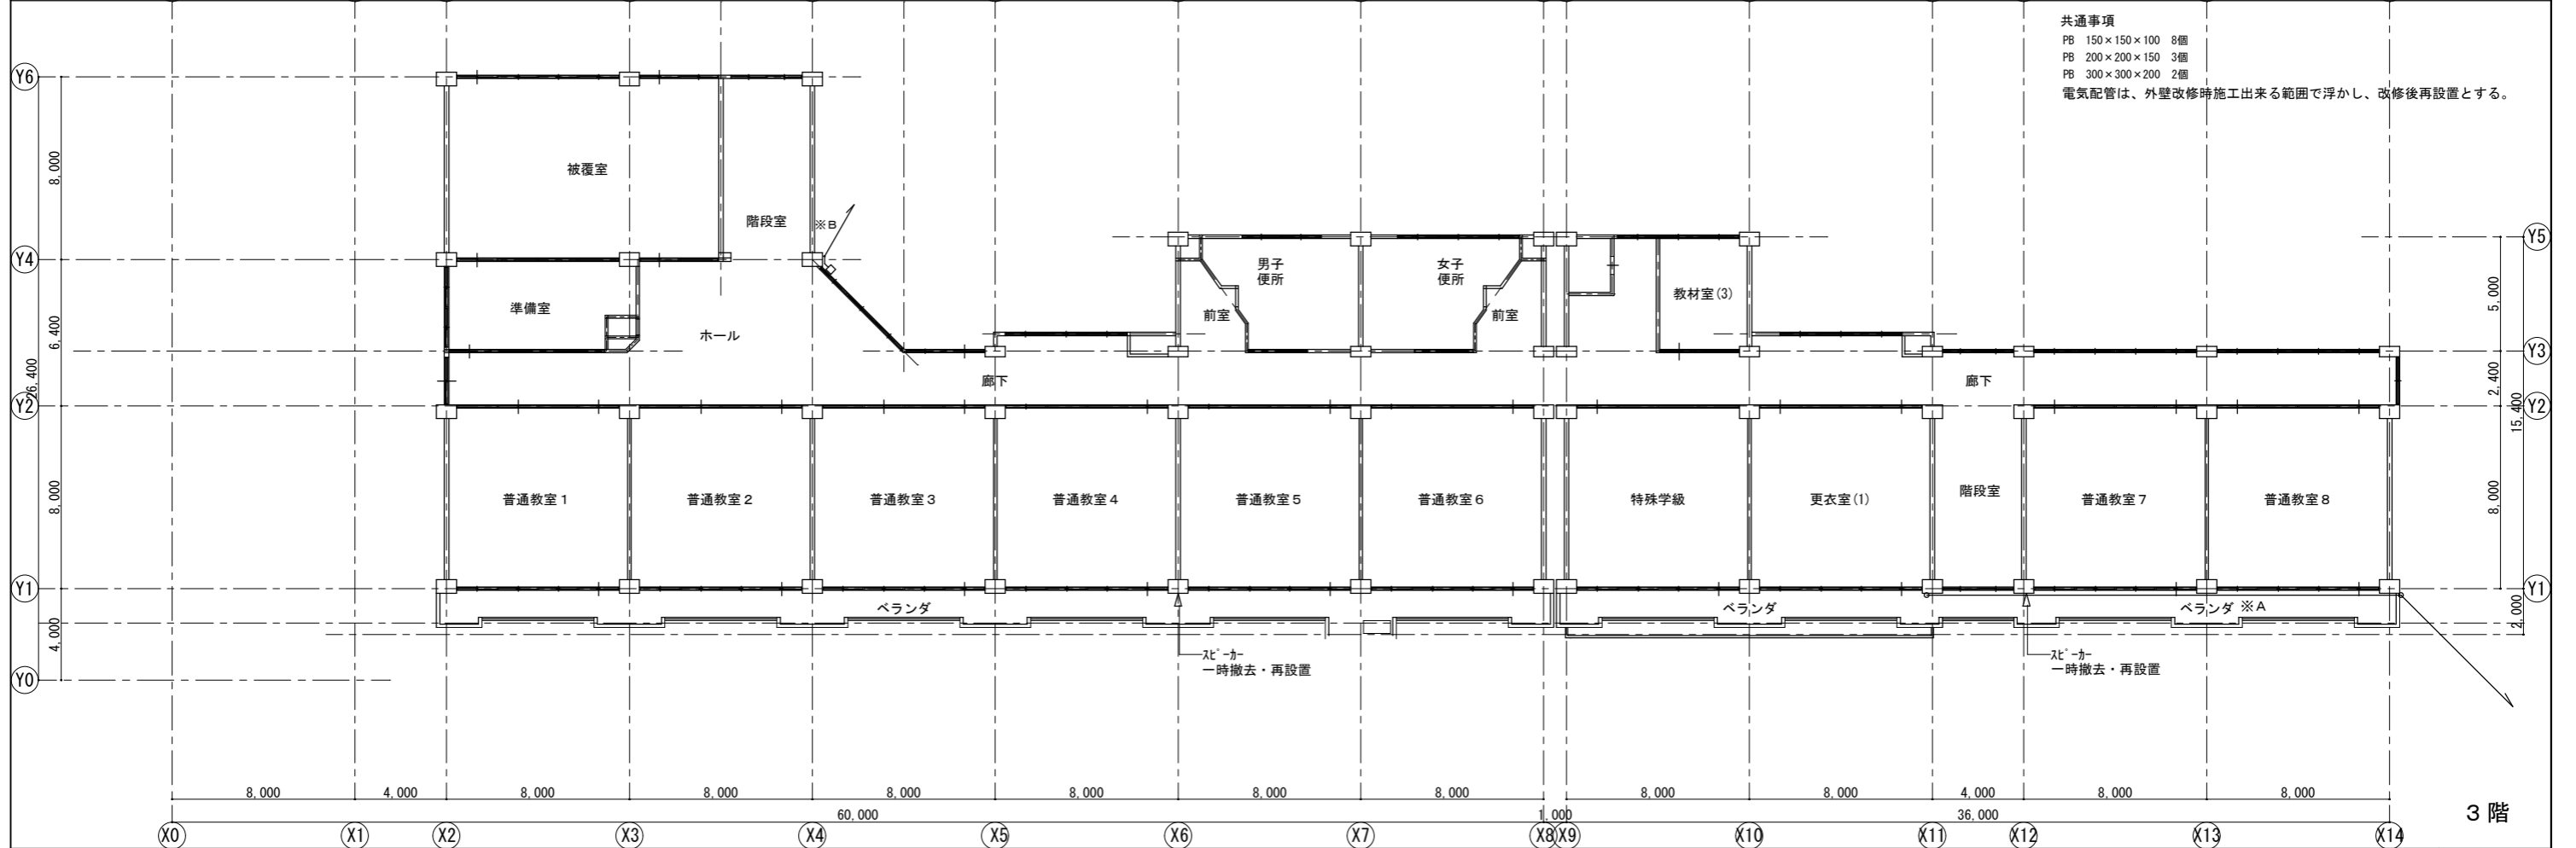 共通事項
PB 150×150×100 8個
PB 200×200×150 3個
PB 300×300×200 2個
電気配管は、外壁改修時施工出来る範囲で浮かし、改修後再設置とする。
Y6
8,000
被覆室
階段室
※B
Y4
Y5
男子
便所
女子
便所
教材室(3)
5,000
準備室
前室
前室
6,400
ホール
Y3
26,400
廊下
廊下
2,400
Y2
Y2
15,400
8,000
普通教室1
普通教室2
普通教室3
普通教室4
普通教室5
普通教室6
特殊学級
更衣室(1)
階段室
普通教室7
普通教室8
8,000
Y1
Y1
ベランダ
ベランダ
ベランダ ※A
2,000
4,000
スピーカー
一時撤去・再設置
スピーカー
一時撤去・再設置
Y0
8,000
4,000
8,000
8,000
8,000
8,000
8,000
8,000
8,000
8,000
4,000
8,000
8,000
60,000
1,000
36,000
3階
X0
X1
X2
X3
X4
X5
X6
X7
X8
X9
X10
X11
X12
X13
X14